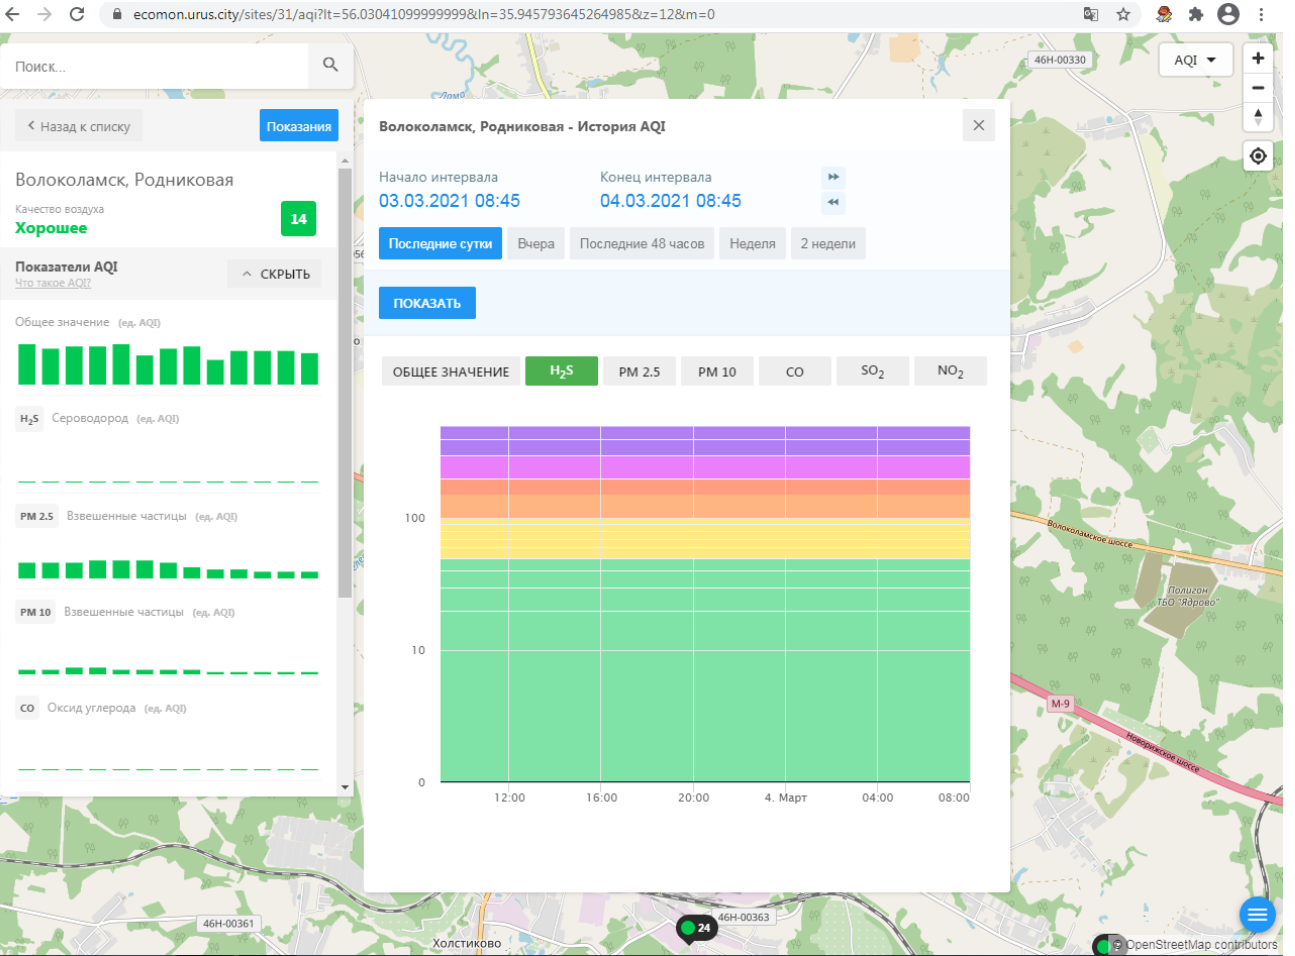 ecomon.urus.city/sites/31/aqi?lt=56.03041099999999&ln=35.945793645264985&z=12&m=0
Поиск...
46Н-00330
AQI
Назад к списку
Показания
Волоколамск, Родниковая - История AQI
Волоколамск, Родниковая
Качество воздуха
Хорошее
14
Начало интервала
03.03.2021 08:45
Конец интервала
04.03.2021 08:45
Последние сутки
Вчера
Последние 48 часов
Неделя
2 недели
Показатели AQI
Что такое AQI?
СКРЫТЬ
ПОКАЗАТЬ
Общее значение (ед. AQI)
ОБЩЕЕ ЗНАЧЕНИЕ
H2S
PM 2.5
PM 10
CO
SO2
NO2
H2S Сероводород (ед. AQI)
PM 2.5 Взвешенные частицы (ед. AQI)
PM 10 Взвешенные частицы (ед. AQI)
CO Оксид углерода (ед. AQI)
100
10
0
12:00
16:00
20:00
4. Март
04:00
08:00
Волоколамское шоссе
Полигон
ТБО "Ядрово"
М-9
Новорижское шоссе
46Н-00361
46Н-00363
24
Холстиково
© OpenStreetMap contributors